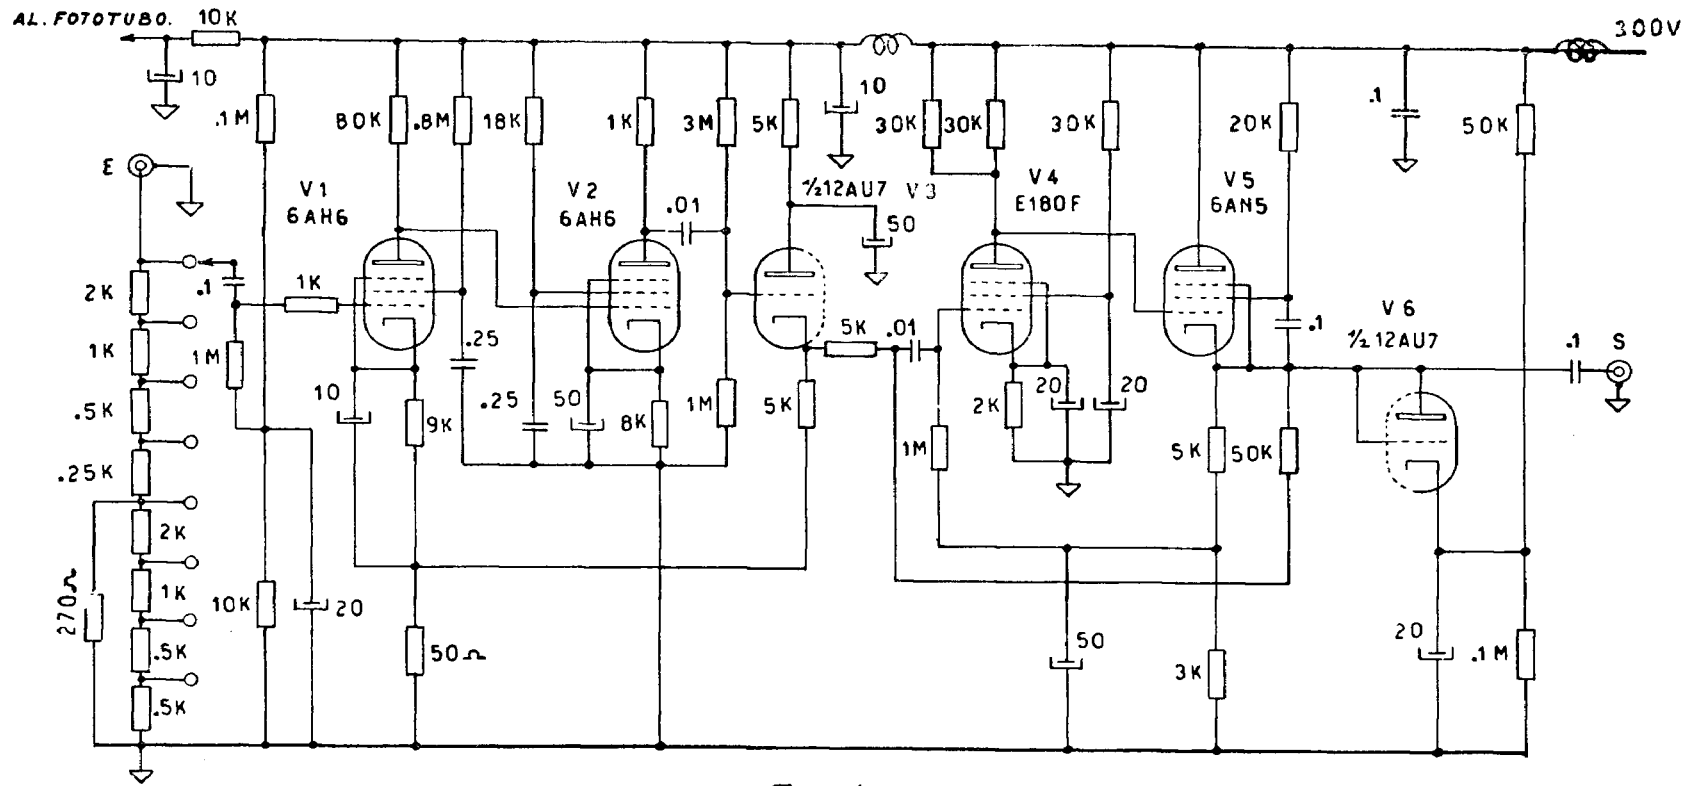 AL. FOTOTUBO. 10K
300V
10
.1M
80K
.8M
18K
1K
3M
5K
10
30K
30K
30K
20K
.1
50K
E
V1
6AH6
V2
6AH6
.01
½12AU7 V3
50
V4
E180F
V5
6AN5
2K
.1
1K
1K
1M
.25
5K
.01
.1
V6
½12AU7
.1
S
.5K
10
9K
.25
50
8K
1M
5K
2K
20
20
1M
5K
50K
.25K
2K
270Ω
1K
10K
20
.5K
50Ω
50
3K
20
.1M
.5K